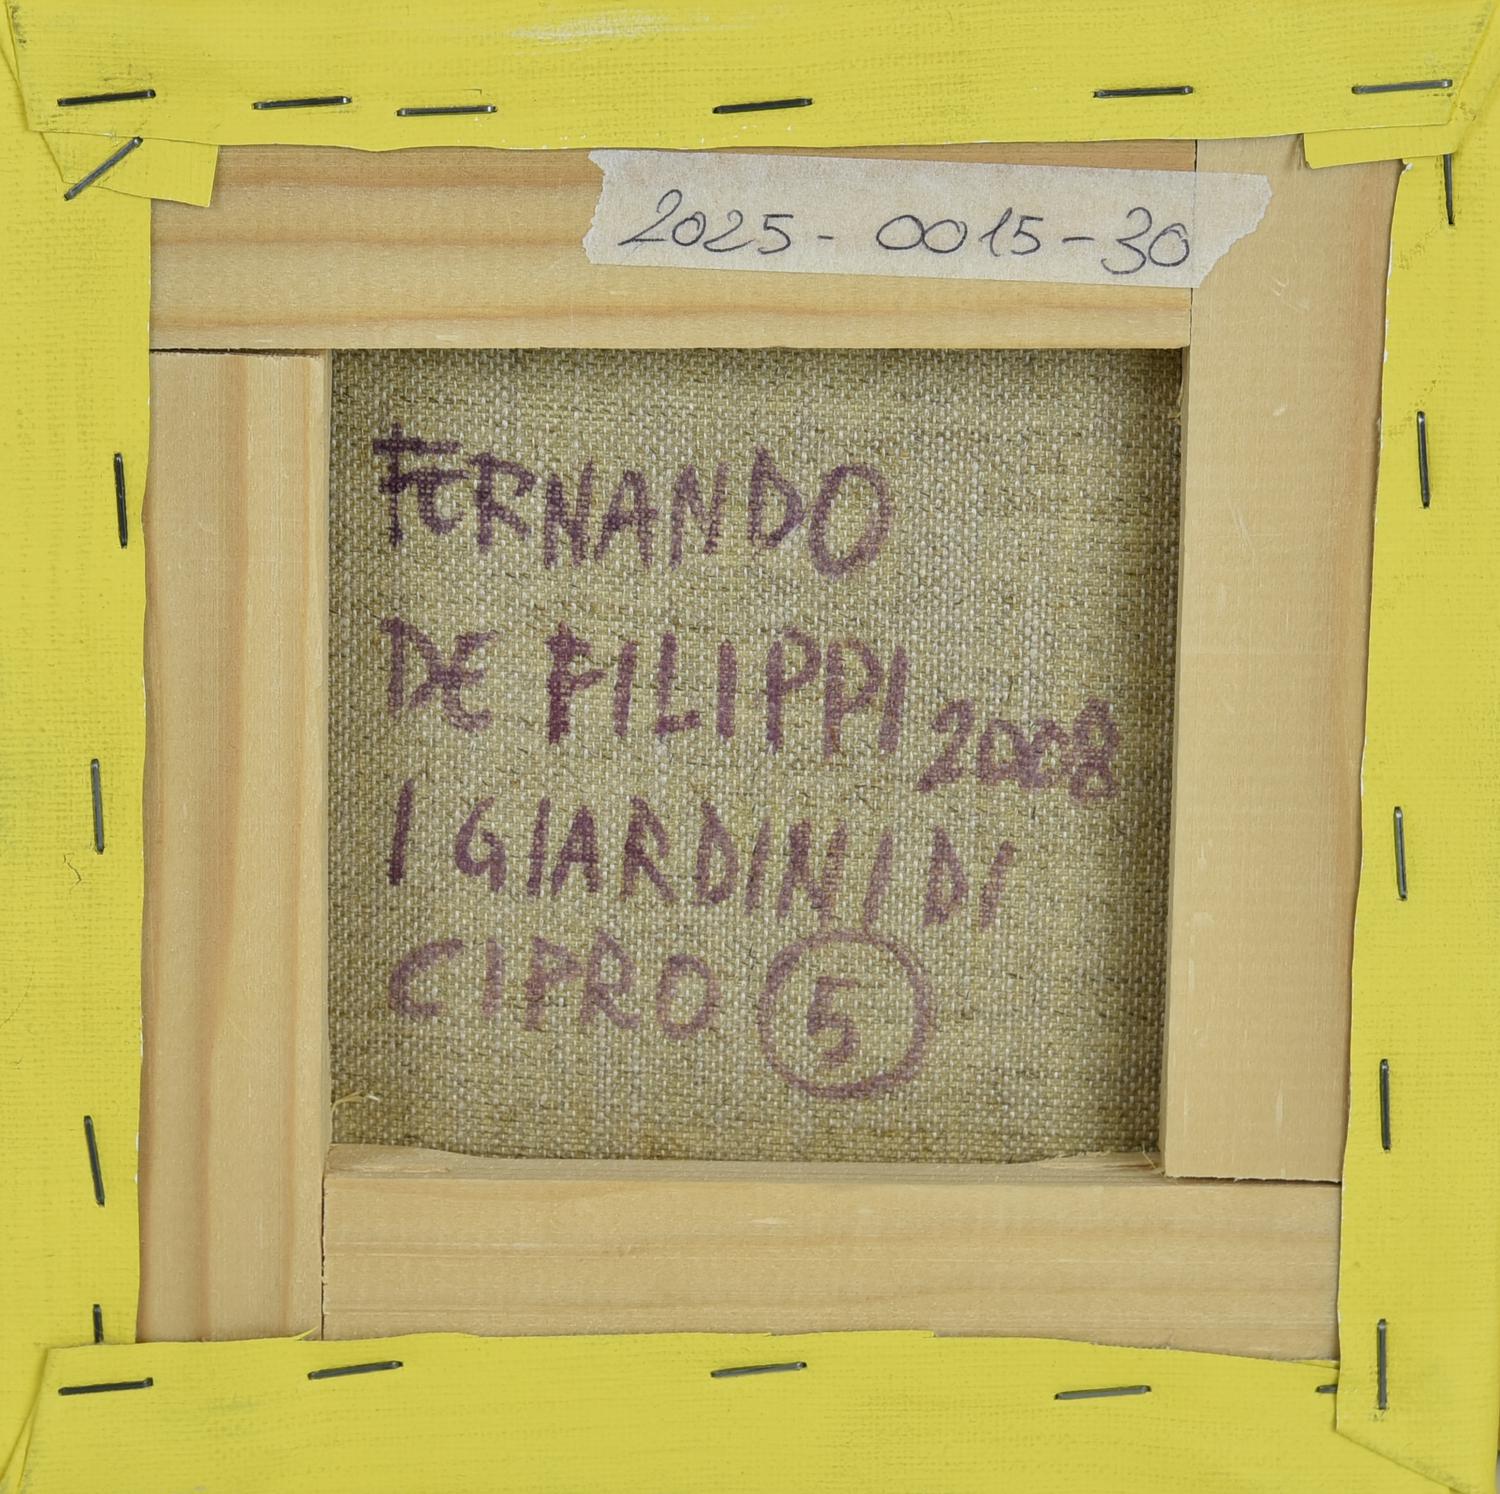 2025 - 0015 - 30
FERNANDO
DE FILIPPI 2008
I GIARDINI DI
CIPRO 5